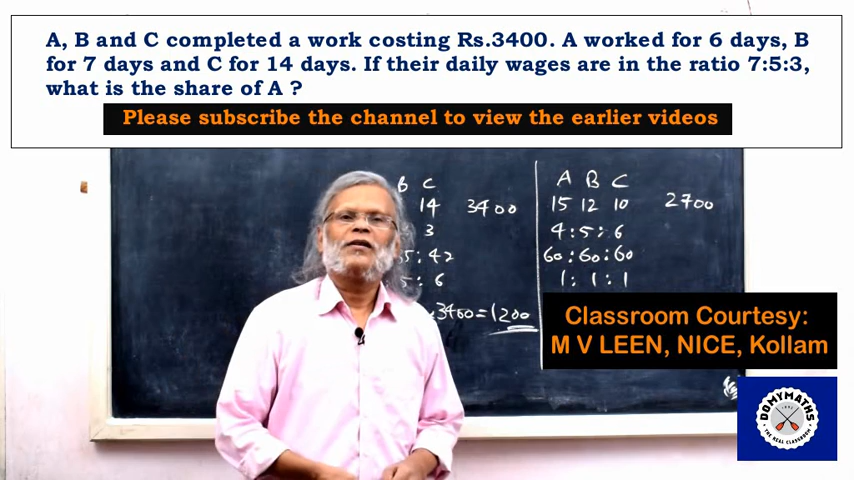 A, B and C completed a work costing Rs.3400. A worked for 6 days, B
for 7 days and C for 14 days. If their daily wages are in the ratio 7:5:3,
what is the share of A ?
Please subscribe the channel to view the earlier videos
B C
14 3400
3
5: 42
5: 6
3400=1200
A B C
15 12 10 2700
4:5:6
60:60:60
1:1:1
Classroom Courtesy:
M V LEEN, NICE, Kollam
DOMYMATHS
THE REAL CLASSROOM